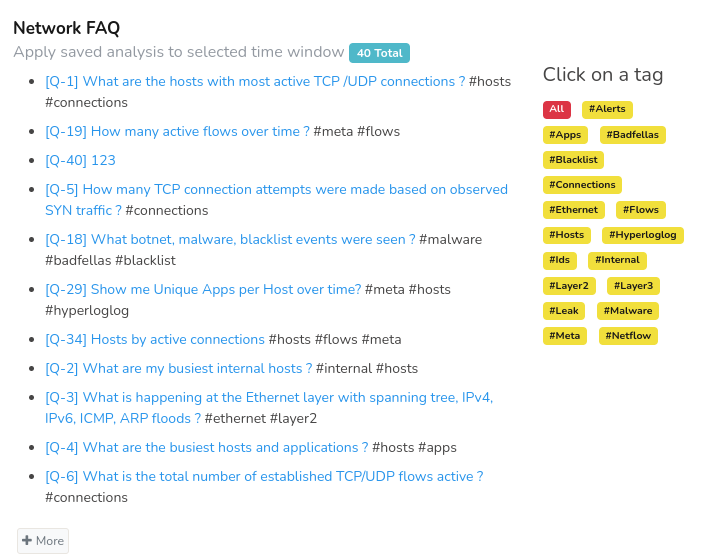 Network FAQ
Apply saved analysis to selected time window 40 Total
[Q-1] What are the hosts with most active TCP /UDP connections ? #hosts
#connections
[Q-19] How many active flows over time ? #meta #flows
[Q-40] 123
[Q-5] How many TCP connection attempts were made based on observed
SYN traffic ? #connections
[Q-18] What botnet, malware, blacklist events were seen ? #malware
#badfellas #blacklist
[Q-29] Show me Unique Apps per Host over time? #meta #hosts
#hyperloglog
[Q-34] Hosts by active connections #hosts #flows #meta
[Q-2] What are my busiest internal hosts ? #internal #hosts
[Q-3] What is happening at the Ethernet layer with spanning tree, IPv4,
IPv6, ICMP, ARP floods ? #ethernet #layer2
[Q-4] What are the busiest hosts and applications ? #hosts #apps
[Q-6] What is the total number of established TCP/UDP flows active ?
#connections
+ More
Click on a tag
All #Alerts
#Apps #Badfellas
#Blacklist
#Connections
#Ethernet #Flows
#Hosts #Hyperloglog
#Ids #Internal
#Layer2 #Layer3
#Leak #Malware
#Meta #Netflow